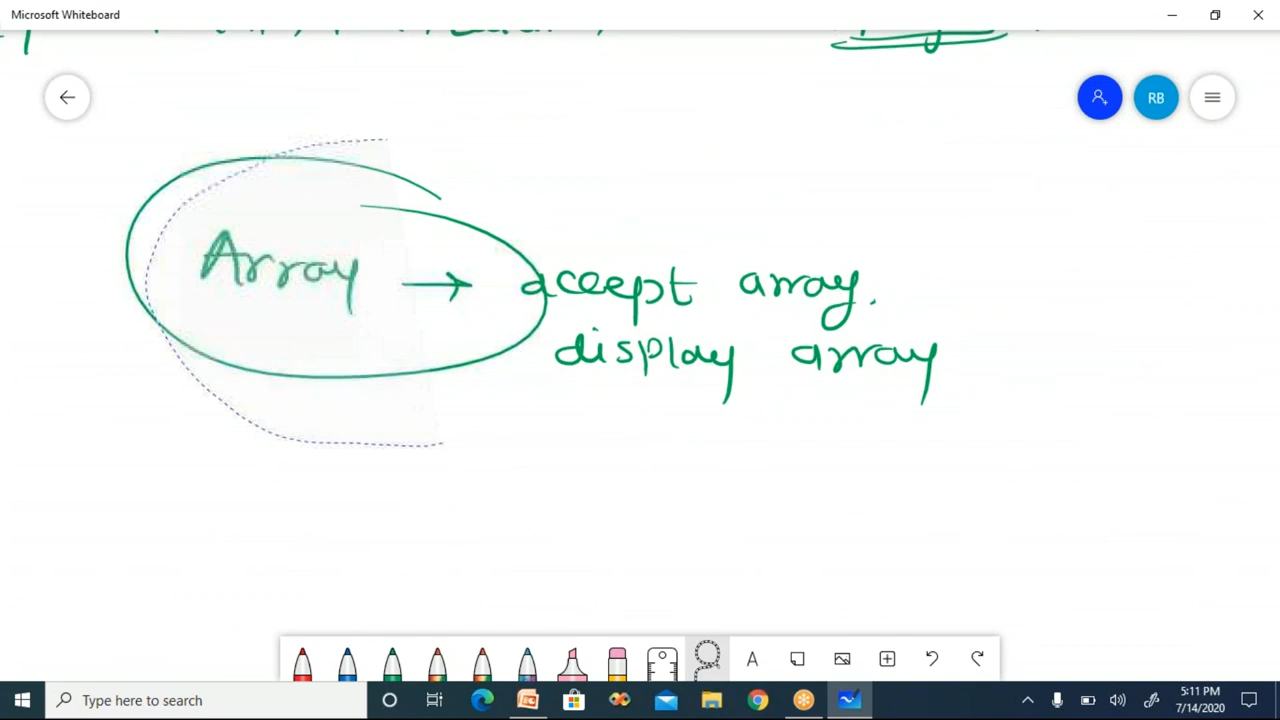 Microsoft Whiteboard
RB
Array → accept array.
display array
A
Type here to search
5:11 PM
7/14/2020